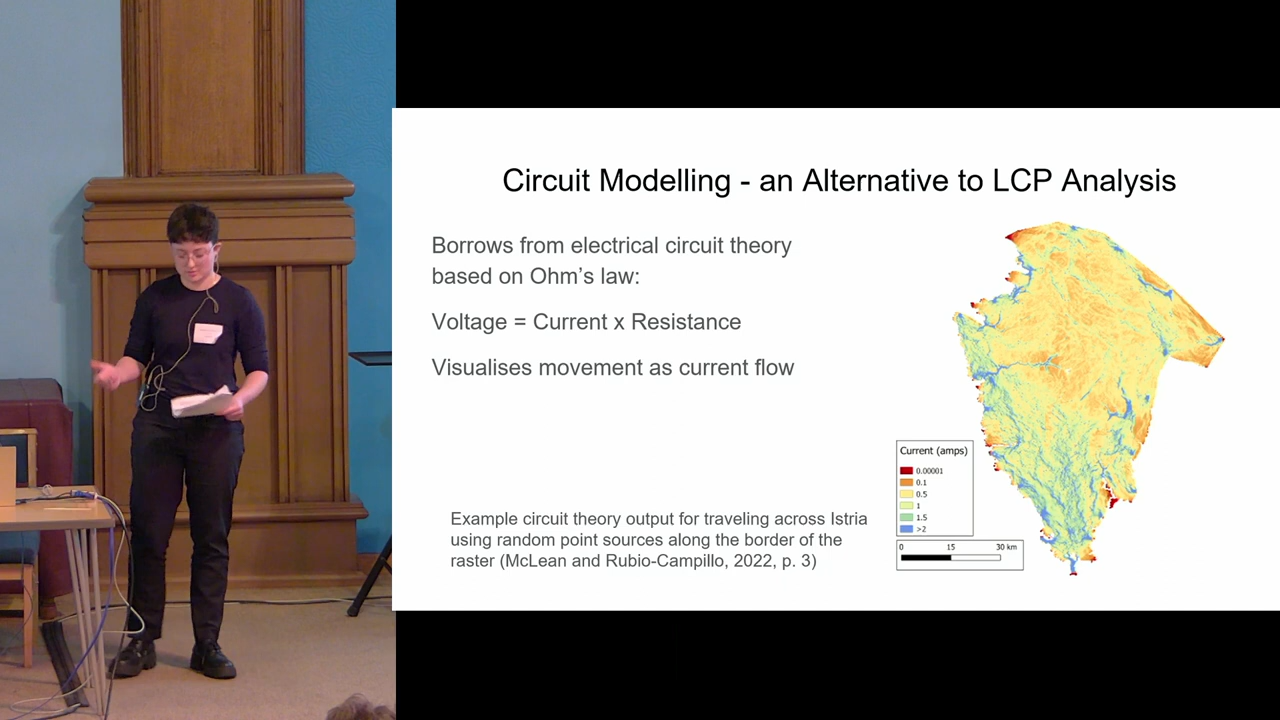 Circuit Modelling - an Alternative to LCP Analysis
Borrows from electrical circuit theory
based on Ohm’s law:
Voltage = Current x Resistance
Visualises movement as current flow
Current (amps)
0.00001
0.1
0.5
1
1.5
>2
0 15 30 km
Example circuit theory output for traveling across Istria
using random point sources along the border of the
raster (McLean and Rubio-Campillo, 2022, p. 3)